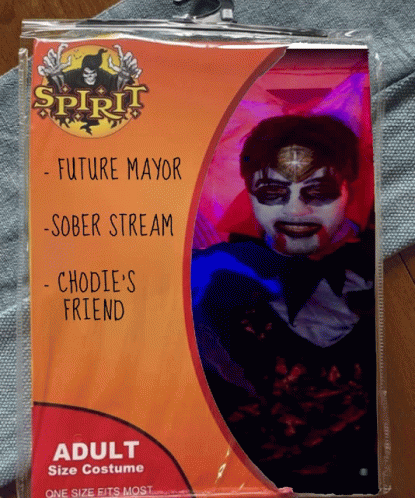 SPIRIT
- FUTURE MAYOR
-SOBER STREAM
- CHODIE'S
FRIEND
ADULT
Size Costume
ONE SIZE FITS MOST